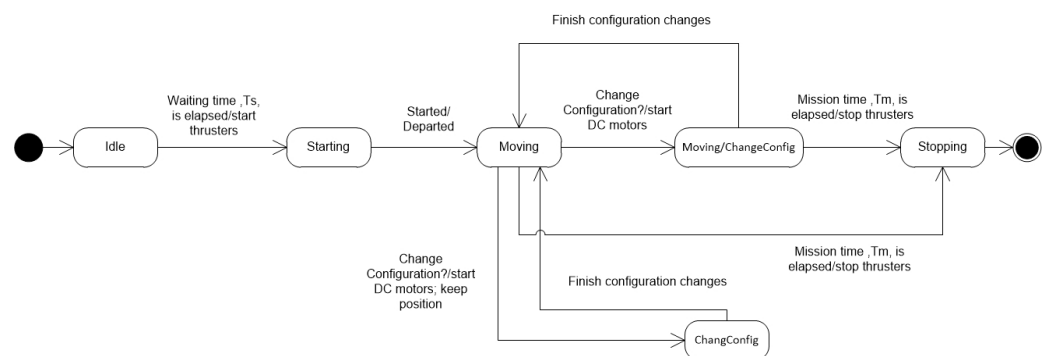 Finish configuration changes
Waiting time ,Ts,
is elapsed/start
thrusters
Started/
Departed
Change
Configuration?/start
DC motors
Mission time ,Tm, is
elapsed/stop thrusters
Idle
Starting
Moving
Moving/ChangeConfig
Stopping
Change
Configuration?/start
DC motors; keep
position
Finish configuration changes
Mission time ,Tm, is
elapsed/stop thrusters
ChangConfig